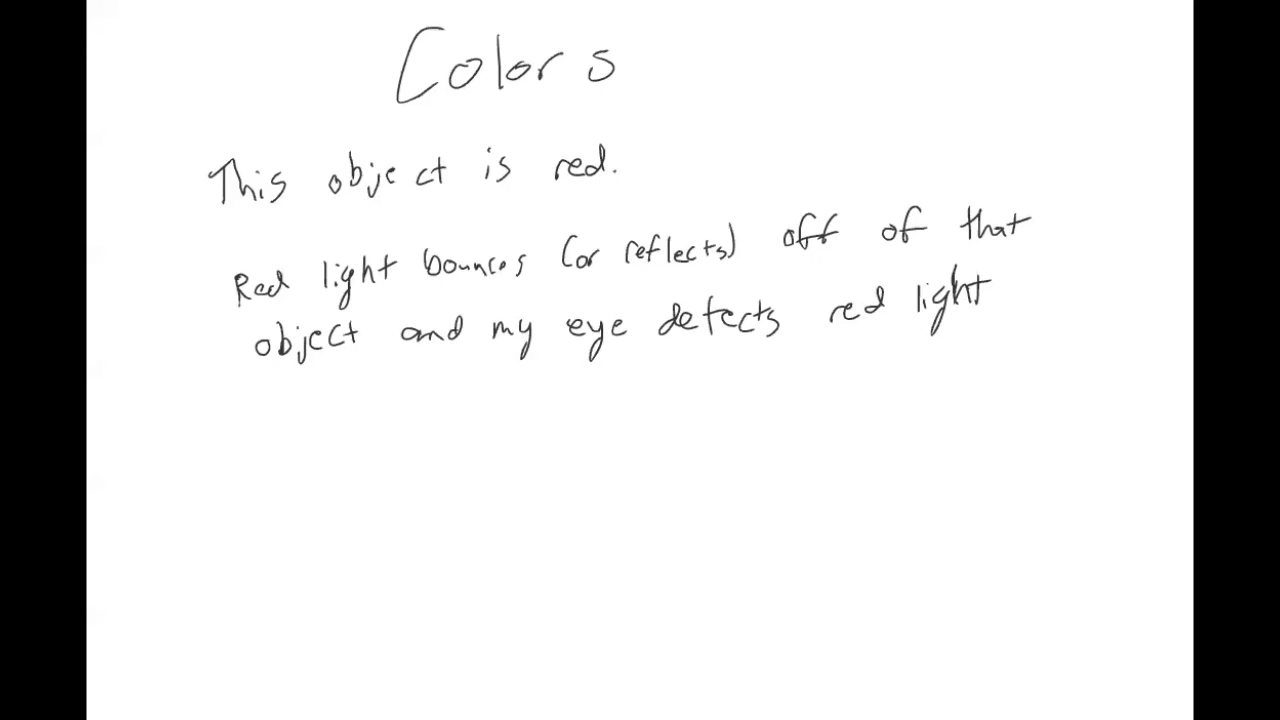 Colors
This object is red.
Red light bounces (or reflects) off of that
object and my eye detects red light